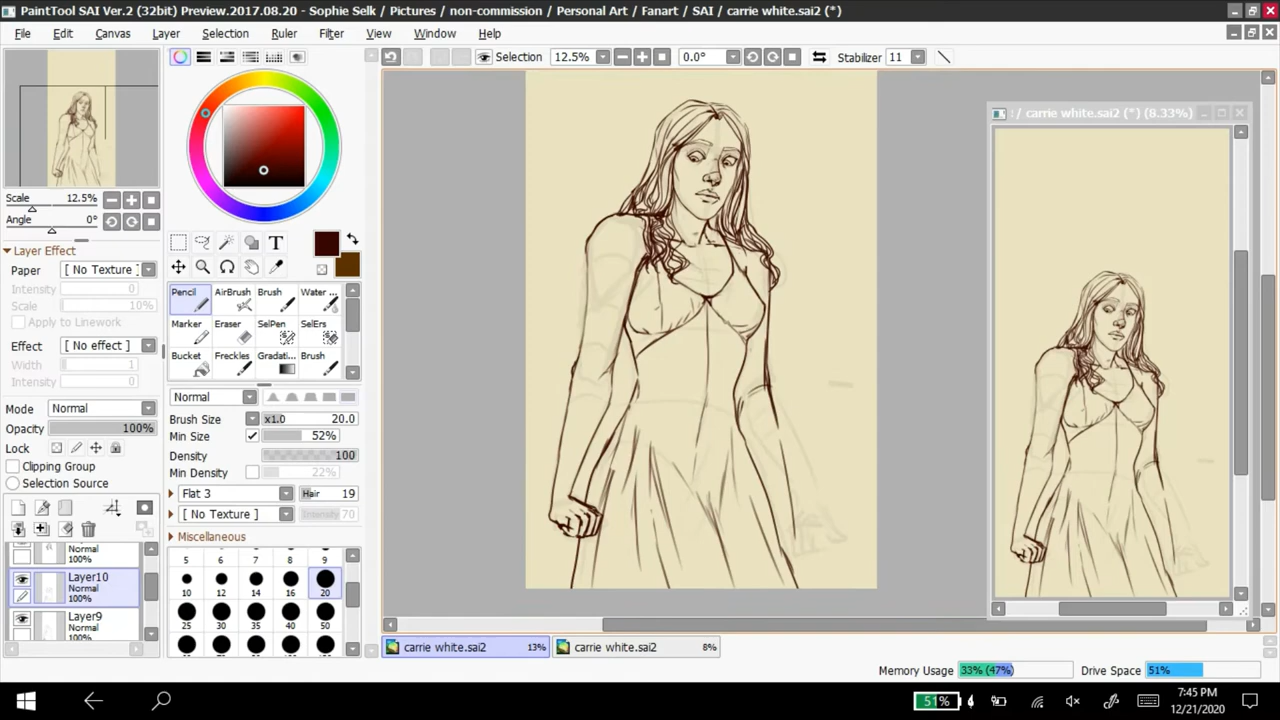 PaintTool SAI Ver.2 (32bit) Preview.2017.08.20 - Sophie Selk / Pictures / non-commission / Personal Art / Fanart / SAI / carrie white.sai2 (*)
File Edit Canvas Layer Selection Ruler Filter View Window Help
Selection 12.5% 0.0° Stabilizer 11
:/ carrie white.sai2 (*) (8.33%)
Scale 12.5%
Angle 0°
Layer Effect
Paper [ No Texture ]
Intensity 0
Scale 10%
Apply to Linework
Effect [ No effect ]
Width 1
Intensity 0
Mode Normal
Opacity 100%
Lock
Clipping Group
Selection Source
Normal
100%
Layer10
Normal
100%
Layer9
Normal
100%
T
Pencil AirBrush Brush Water ...
Marker Eraser SelPen SelErs
Bucket Freckles Gradati... Brush
Normal
Brush Size x1.0 20.0
Min Size 52%
Density 100
Min Density 22%
Flat 3 Hair 19
[ No Texture ] Intensity 70
Miscellaneous
5 6 7 8 9
10 12 14 16 20
25 30 35 40 50
carrie white.sai2 13% carrie white.sai2 8%
Memory Usage 33% (47%) Drive Space 51%
51% 7:45 PM
12/21/2020